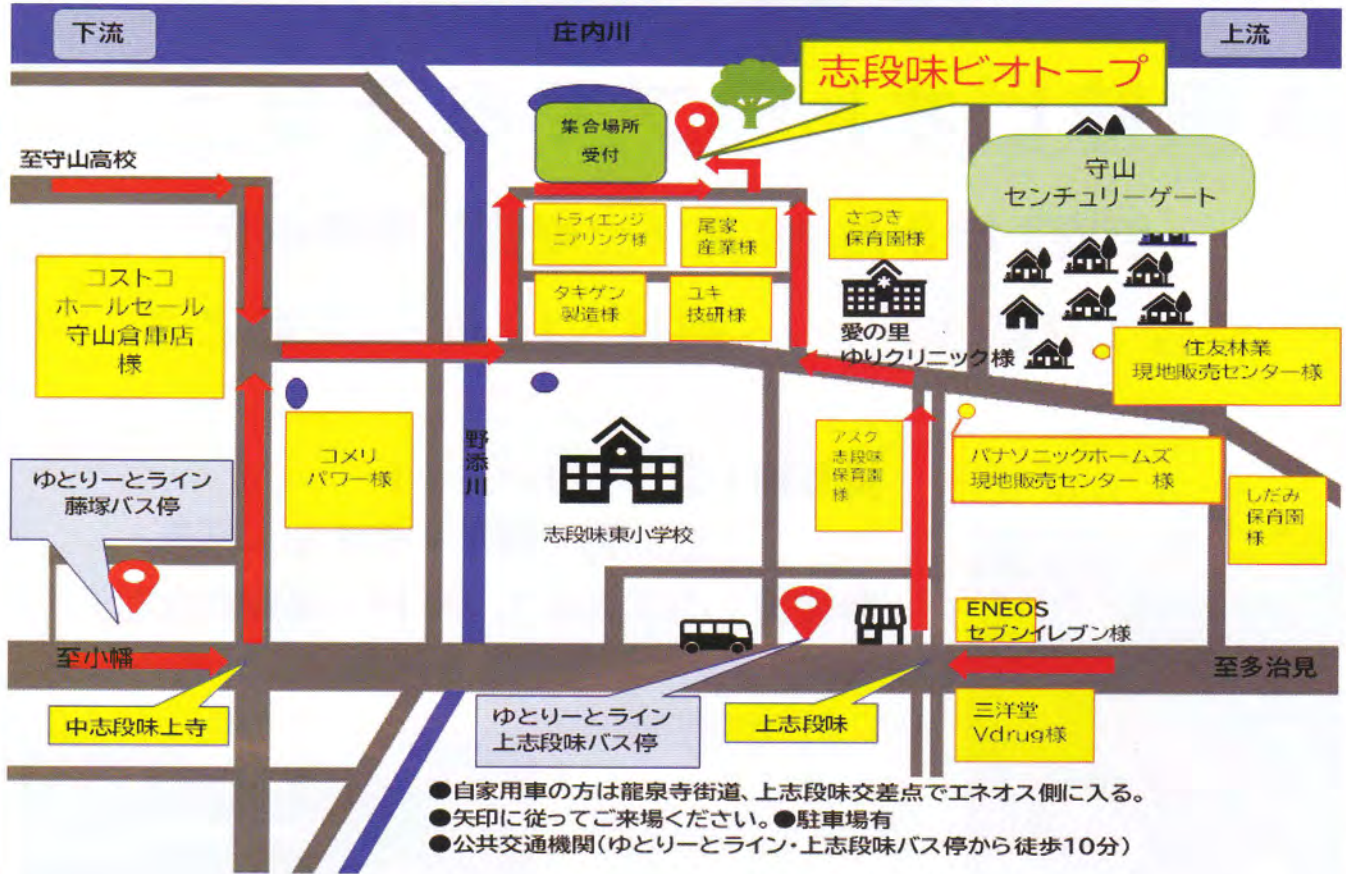 下流
庄内川
上流
志段味ビオトープ
集合場所
受付
至守山高校
守山
センチュリーゲート
トライエンジ
ニアリング様
尾家
産業様
さつき
保育園様
コストコ
ホールセール
守山倉庫店
様
タキゲン
製造様
ユキ
技研様
愛の里
ゆりクリニック様
住友林業
現地販売センター様
コメリ
パワー様
野添川
アスク
志段味
保育園
様
パナソニックホームズ
現地販売センター 様
ゆとりーとライン
藤塚バス停
しだみ
保育園
様
志段味東小学校
ENEOS
セブンイレブン様
至小幡
至多治見
中志段味上寺
ゆとりーとライン
上志段味バス停
上志段味
三洋堂
Vdrug様
●自家用車の方は龍泉寺街道、上志段味交差点でエネオス側に入る。
●矢印に従ってご来場ください。●駐車場有
●公共交通機関(ゆとりーとライン・上志段味バス停から徒歩10分)